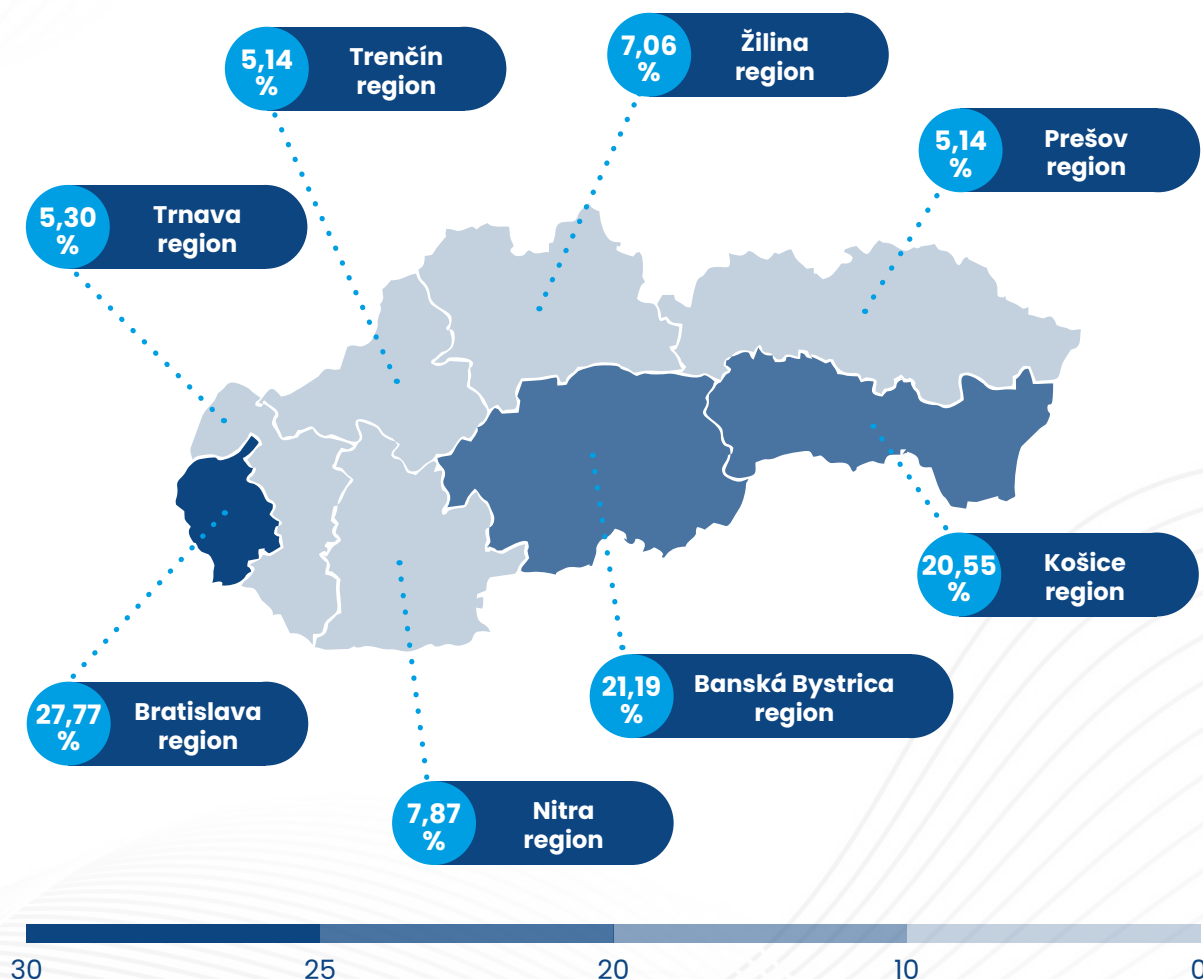 5,14
%
Trenčín
region
7,06
%
Žilina
region
5,14
%
Prešov
region
5,30
%
Trnava
region
20,55
%
Košice
region
21,19
%
Banská Bystrica
region
27,77
%
Bratislava
region
7,87
%
Nitra
region
30 25 20 10 0